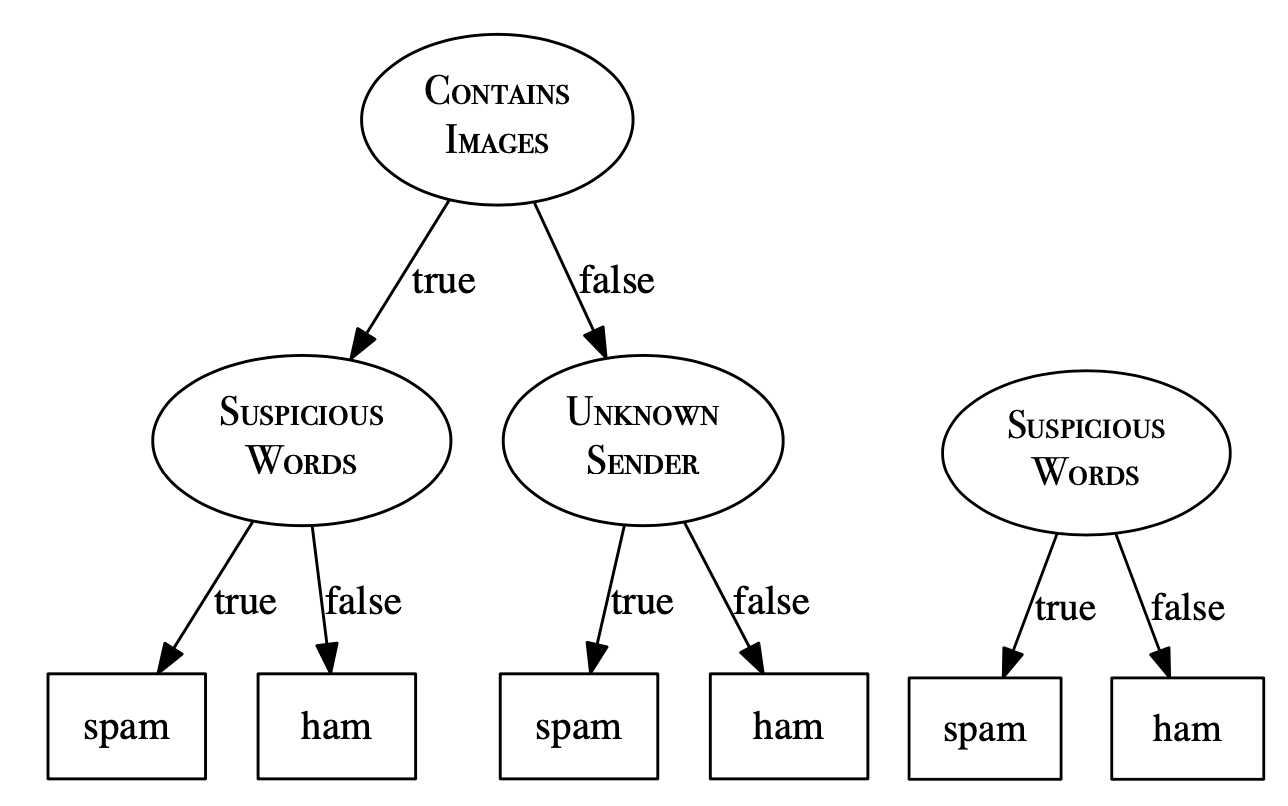 Contains
Images
true
false
Suspicious
Words
Unknown
Sender
Suspicious
Words
true
false
true
false
true
false
spam
ham
spam
ham
spam
ham